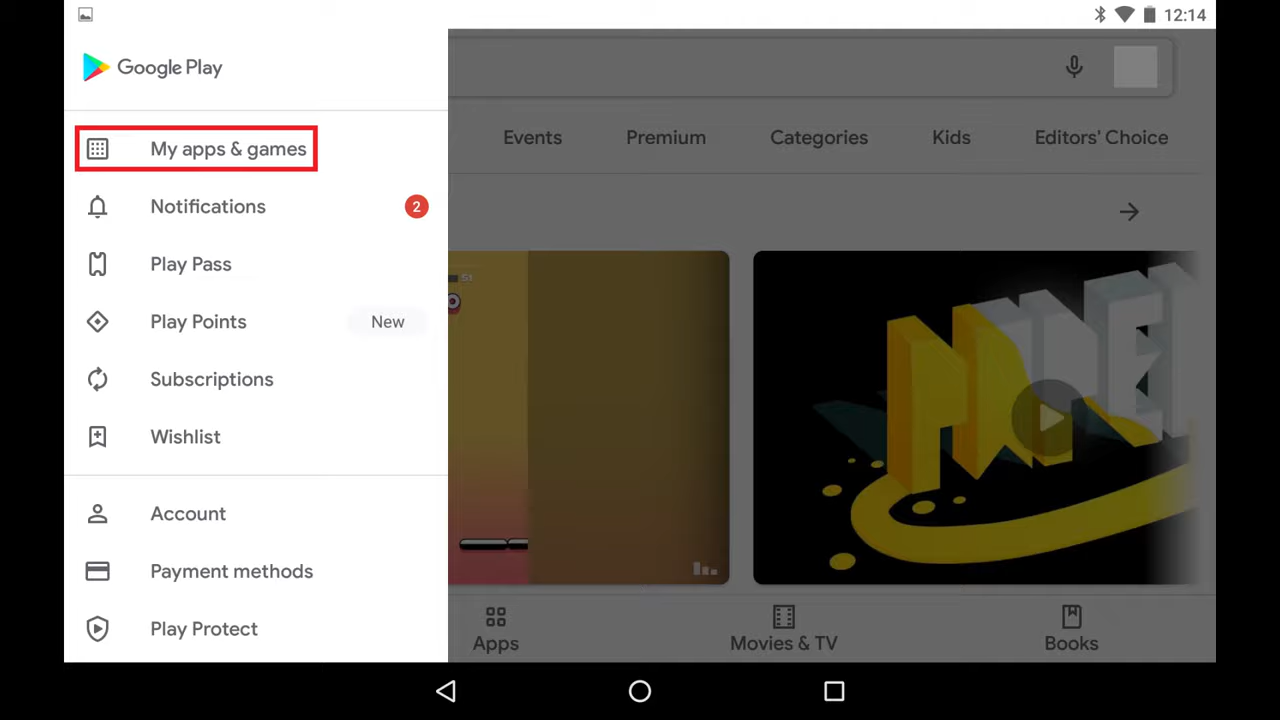 12:14
Google Play
My apps & games
Notifications 2
Play Pass
Play Points New
Subscriptions
Wishlist
Account
Payment methods
Play Protect
Events Premium Categories Kids Editors' Choice
Apps Movies & TV Books